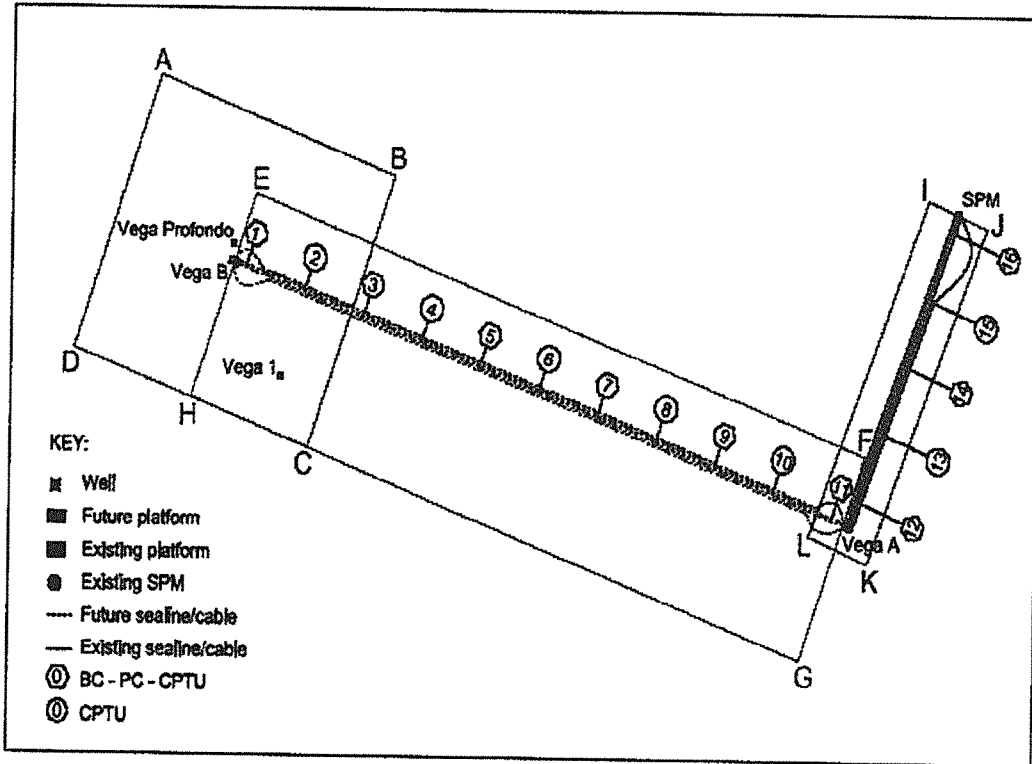 A
B
E
I
SPM
J
Vega Profondo
1
16
Vega B
2
3
15
4
5
D
Vega 1
6
14
H
7
8
C
9
F
13
10
11
12
L
Vega A
K
G
KEY:
Well
Future platform
Existing platform
Existing SPM
Future sealine/cable
Existing sealine/cable
0 BC - PC - CPTU
0 CPTU